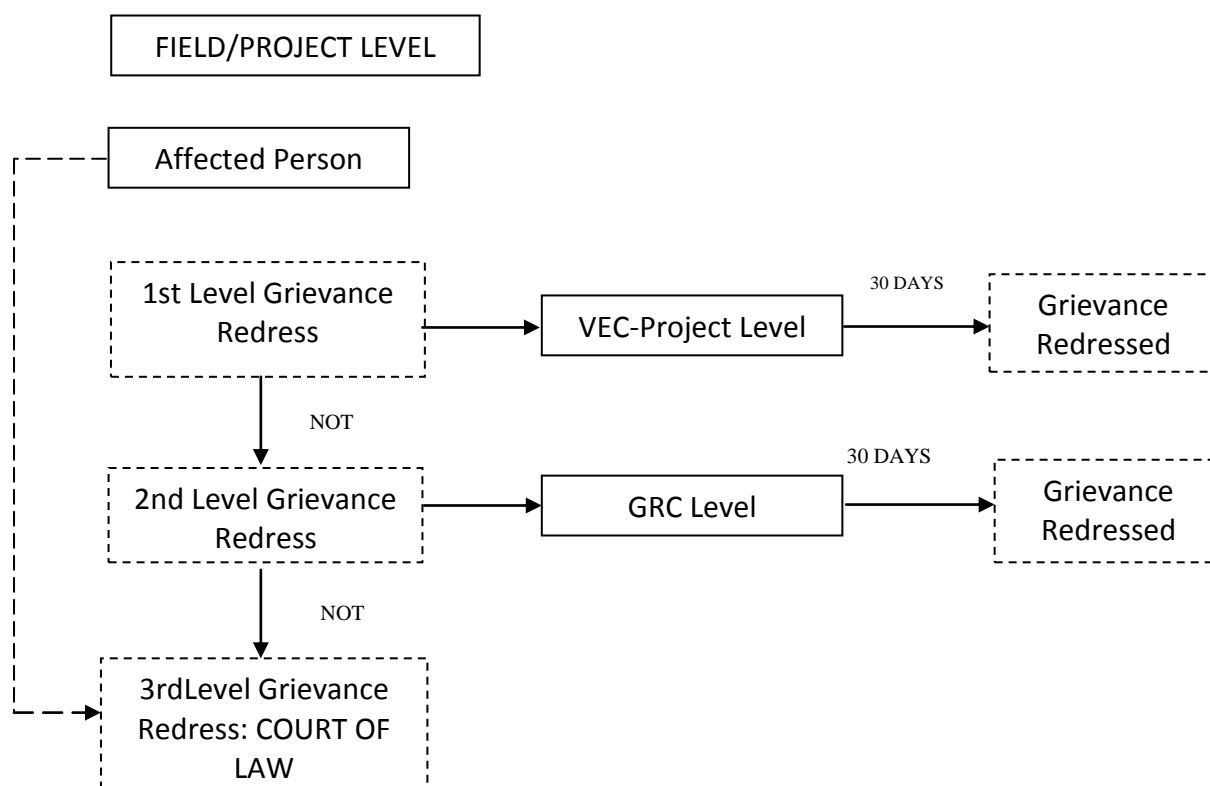 FIELD/PROJECT LEVEL
Affected Person
1st Level Grievance
Redress
VEC-Project Level
30 DAYS
Grievance
Redressed
NOT
2nd Level Grievance
Redress
GRC Level
30 DAYS
Grievance
Redressed
NOT
3rdLevel Grievance
Redress: COURT OF
LAW